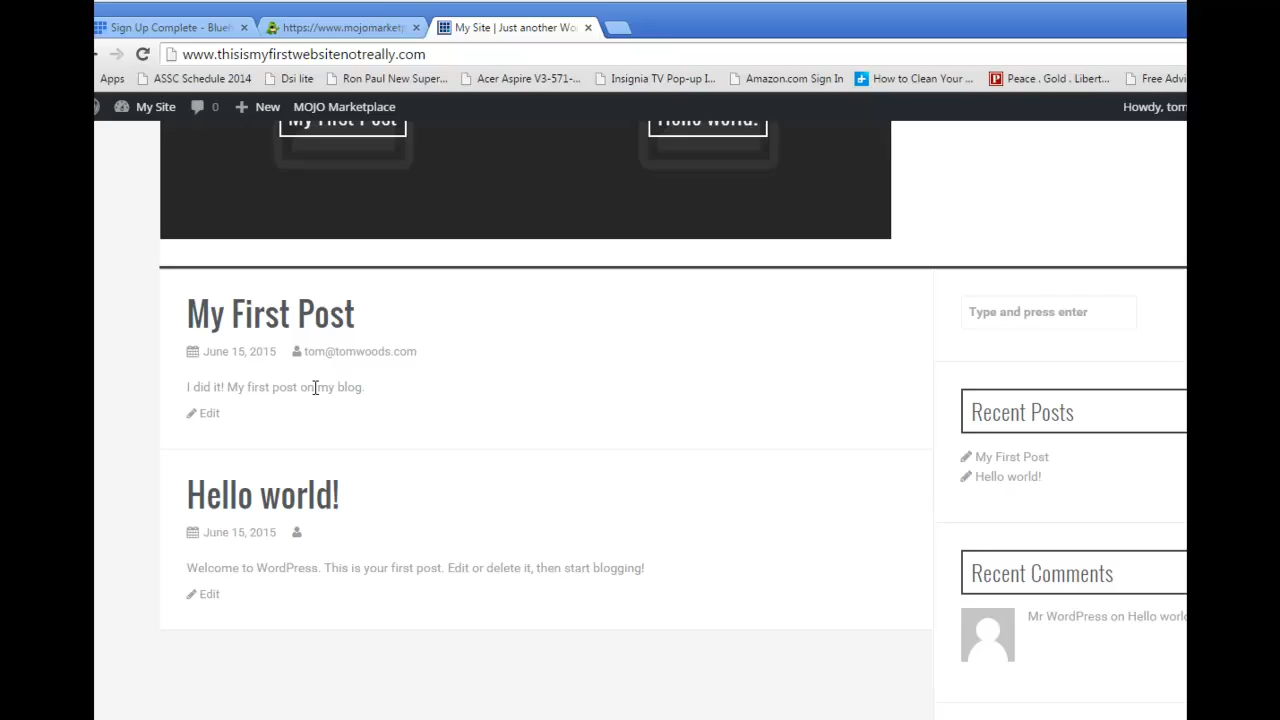 Sign Up Complete - Blueh
https://www.mojomarketp
My Site | Just another Wo
www.thisismyfirstwebsitenotreally.com
Apps ASSC Schedule 2014 Dsi lite Ron Paul New Super... Acer Aspire V3-571-... Insignia TV Pop-up I... Amazon.com Sign In How to Clean Your ... Peace . Gold . Libert... Free Advi
My Site 0 New MOJO Marketplace Howdy, tom
My First Post
Hello world!
My First Post
June 15, 2015 tom@tomwoods.com
I did it! My first post on my blog.
Edit
Hello world!
June 15, 2015
Welcome to WordPress. This is your first post. Edit or delete it, then start blogging!
Edit
Type and press enter
Recent Posts
My First Post
Hello world!
Recent Comments
Mr WordPress on Hello world